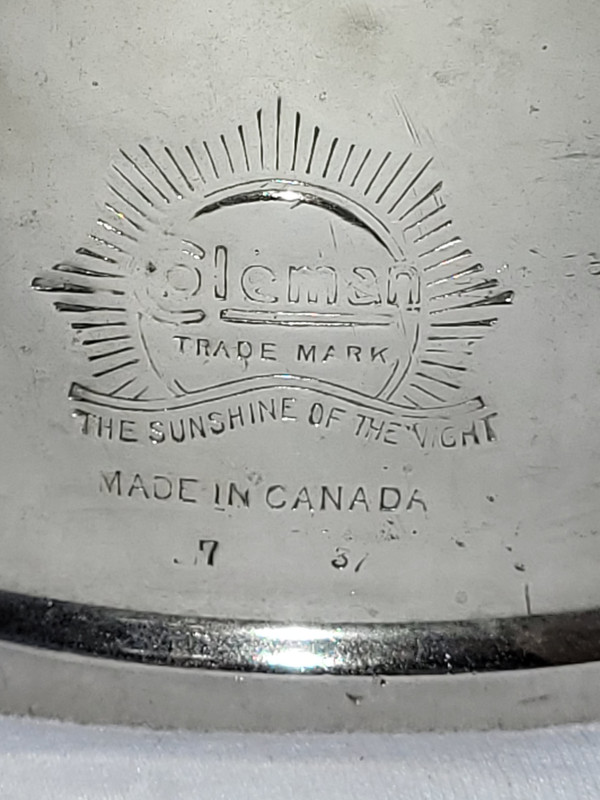 Coleman
TRADE MARK
THE SUNSHINE OF THE NIGHT
MADE IN CANADA
7 37